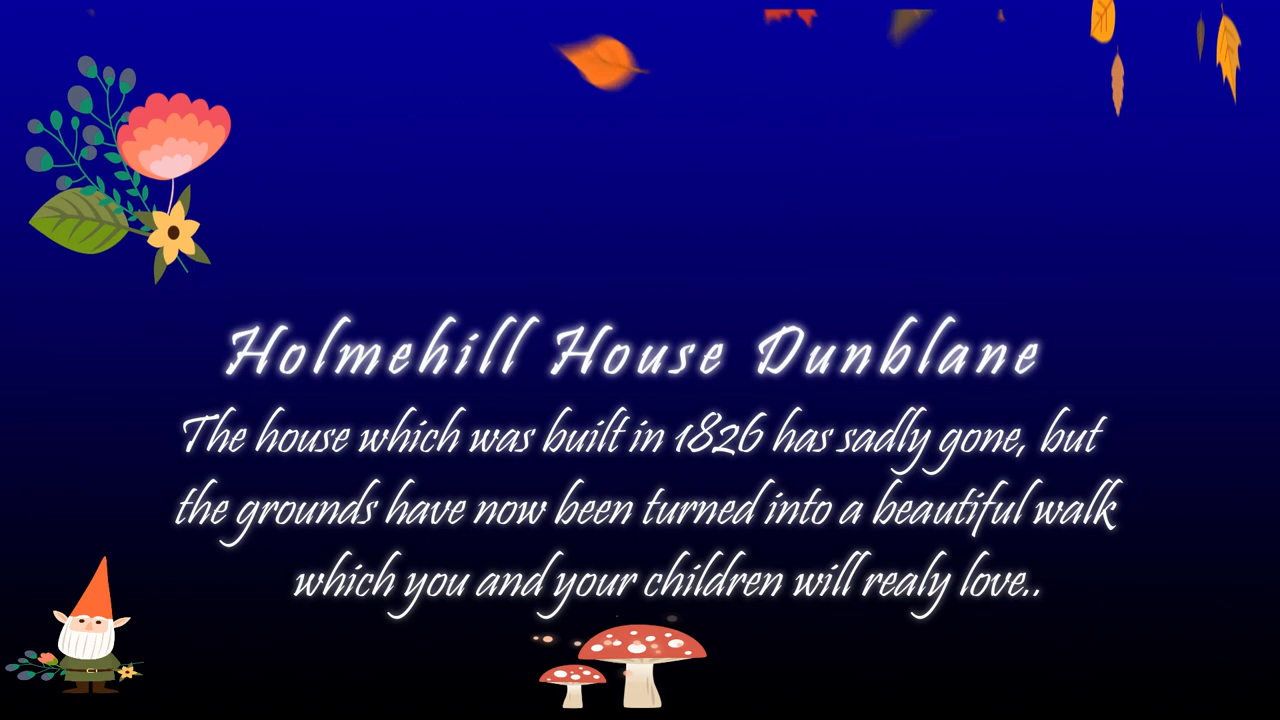 Holmehill House Dunblane
The house which was built in 1826 has sadly gone, but
the grounds have now been turned into a beautiful walk
which you and your children will realy love..